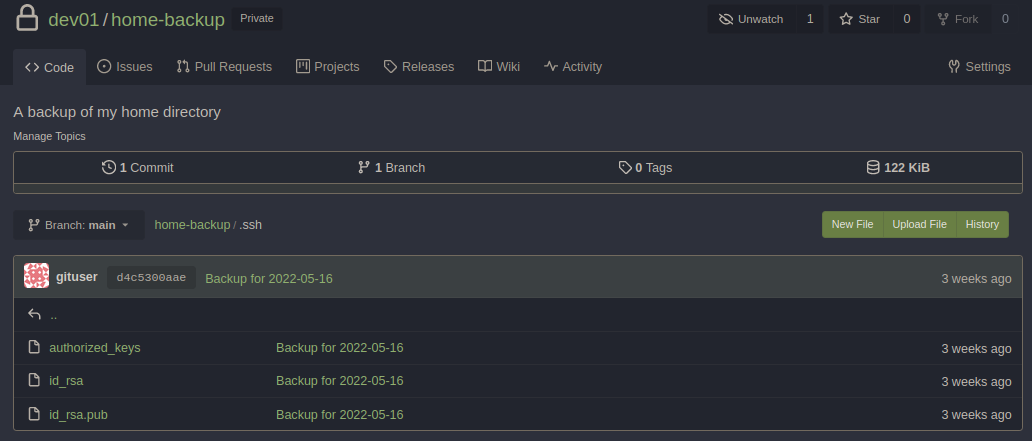 dev01 / home-backup Private Unwatch 1 Star 0 Fork 0
Code Issues Pull Requests Projects Releases Wiki Activity Settings
A backup of my home directory
Manage Topics
1 Commit 1 Branch 0 Tags 122 KiB
Branch: main home-backup / .ssh New File Upload File History
gituser d4c5300aae Backup for 2022-05-16 3 weeks ago
..
authorized_keys Backup for 2022-05-16 3 weeks ago
id_rsa Backup for 2022-05-16 3 weeks ago
id_rsa.pub Backup for 2022-05-16 3 weeks ago